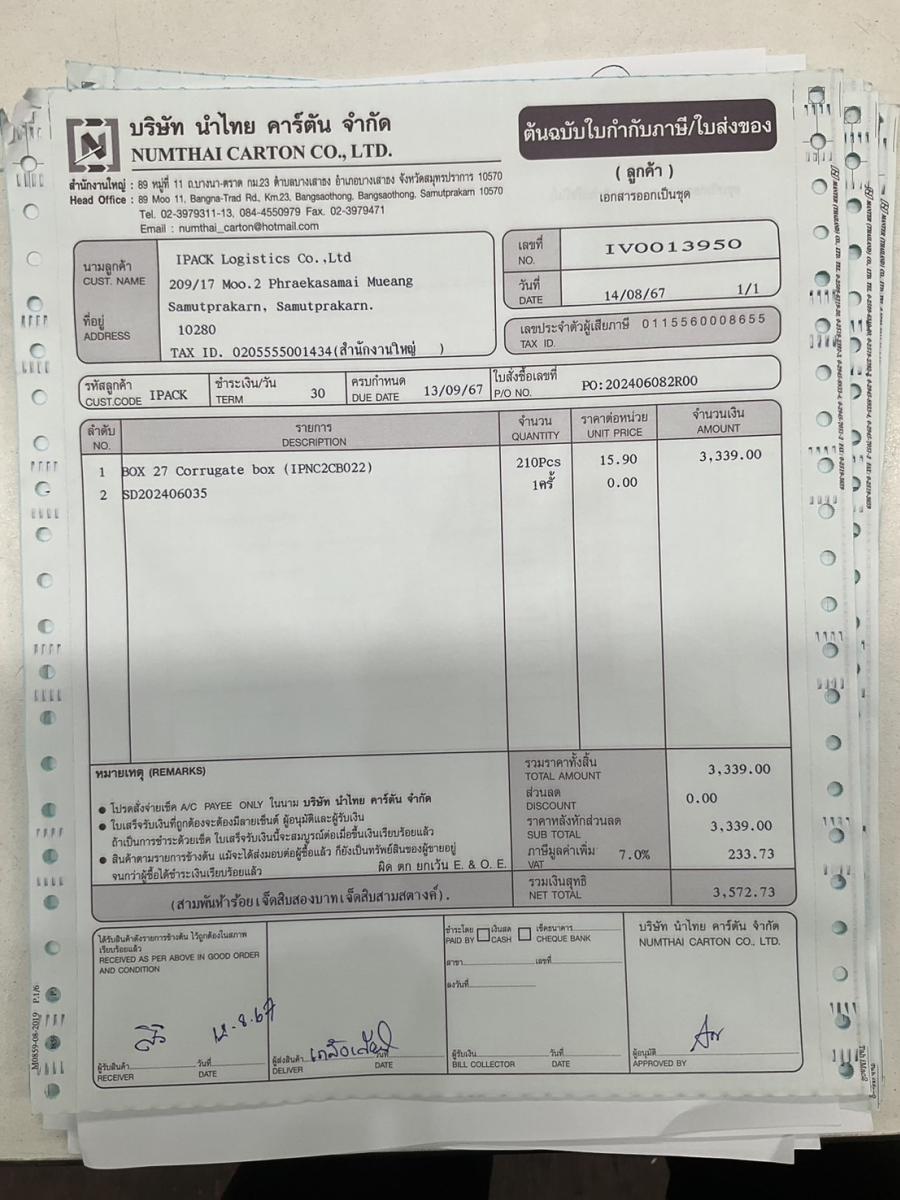 บริษัท นำไทย คาร์ตัน จำกัด
NUMTHAI CARTON CO., LTD.
สำนักงานใหญ่ : 89 หมู่ที่ 11 ถ.บางนา-ตราด กม.23 ตำบลบางเสาธง อำเภอบางเสาธง จังหวัดสมุทรปราการ 10570
Head Office : 89 Moo 11, Bangna-Trad Rd., Km.23, Bangsaothong, Bangsaothong, Samutprakarn 10570
Tel. 02-3979311-13, 084-4550979 Fax. 02-3979471
Email : numthai_carton@hotmail.com
ต้นฉบับใบกำกับภาษี/ใบส่งของ
( ลูกค้า )
เอกสารออกเป็นชุด
นามลูกค้า
CUST. NAME
ที่อยู่
ADDRESS
IPACK Logistics Co.,Ltd
209/17 Moo.2 Phraekasamai Mueang
Samutprakarn, Samutprakarn.
10280
TAX ID. 0205555001434(สำนักงานใหญ่ )
เลขที่
NO.
IV0013950
วันที่
DATE
14/08/67 1/1
เลขประจำตัวผู้เสียภาษี 0115560008655
TAX ID.
รหัสลูกค้า
CUST.CODE IPACK
ชำระเงิน/วัน
TERM 30
ครบกำหนด
DUE DATE 13/09/67
ใบสั่งซื้อเลขที่
P/O NO. PO:202406082R00
ลำดับ รายการ จำนวน ราคาต่อหน่วย จำนวนเงิน
NO. DESCRIPTION QUANTITY UNIT PRICE AMOUNT
1 BOX 27 Corrugate box (IPNC2CB022) 210Pcs 15.90 3,339.00
2 SD202406035 1ครั้ 0.00
หมายเหตุ (REMARKS)
● โปรดสั่งจ่ายเช็ค A/C PAYEE ONLY ในนาม บริษัท นำไทย คาร์ตัน จำกัด
● ใบเสร็จรับเงินที่ถูกต้องจะต้องมีลายเซ็นต์ ผู้อนุมัติและผู้รับเงิน
ถ้าเป็นการชำระด้วยเช็ค ใบเสร็จรับเงินนี้จะสมบูรณ์ต่อเมื่อขึ้นเงินเรียบร้อยแล้ว
● สินค้าตามรายการข้างต้น แม้จะได้ส่งมอบต่อผู้ซื้อแล้ว ก็ยังเป็นทรัพย์สินของผู้ขายอยู่
จนกว่าผู้ซื้อได้ชำระเงินเรียบร้อยแล้ว ผิด ตก ยกเว้น E. & O. E.
รวมราคาทั้งสิ้น
TOTAL AMOUNT 3,339.00
ส่วนลด
DISCOUNT 0.00
ราคาหลังหักส่วนลด
SUB TOTAL 3,339.00
ภาษีมูลค่าเพิ่ม
VAT 7.0% 233.73
รวมเงินสุทธิ
NET TOTAL 3,572.73
(สามพันห้าร้อยเจ็ดสิบสองบาทเจ็ดสิบสามสตางค์).
ได้รับสินค้าดังรายการข้างต้น ไว้ถูกต้องในสภาพ
เรียบร้อยแล้ว
RECEIVED AS PER ABOVE IN GOOD ORDER
AND CONDITION
12-8-67
ผู้รับสินค้า วันที่
RECEIVER DATE
ผู้ส่งสินค้า วันที่
DELIVER DATE
ชำระโดย เงินสด เช็คธนาคาร
PAID BY CASH CHEQUE BANK
สาขา เลขที่
ลงวันที่
ผู้รับเงิน วันที่
BILL COLLECTOR DATE
บริษัท นำไทย คาร์ตัน จำกัด
NUMTHAI CARTON CO., LTD.
ผู้อนุมัติ
APPROVED BY
M0859-08-2019 P.1/6